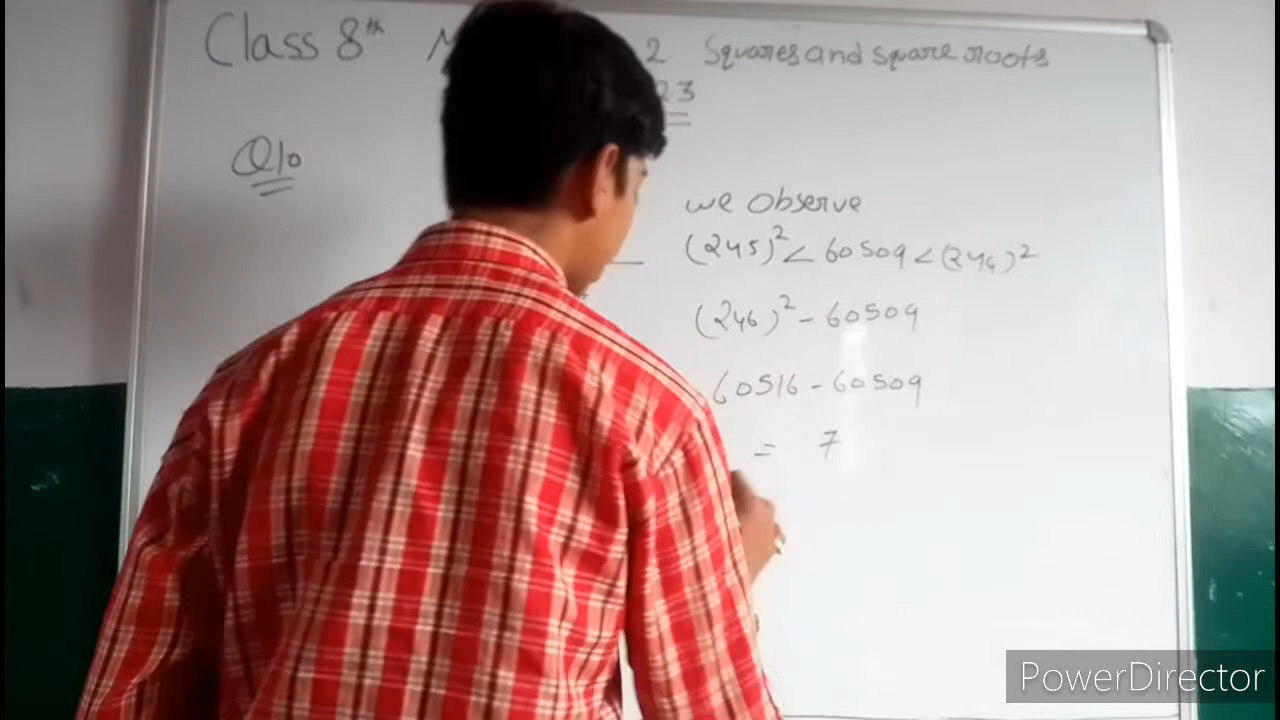 Class 8th 2 Squares and square roots
23
Q10
we observe
(245)² < 60509 < (246)²
(246)² - 60509
60516 - 60509
= 7
PowerDirector